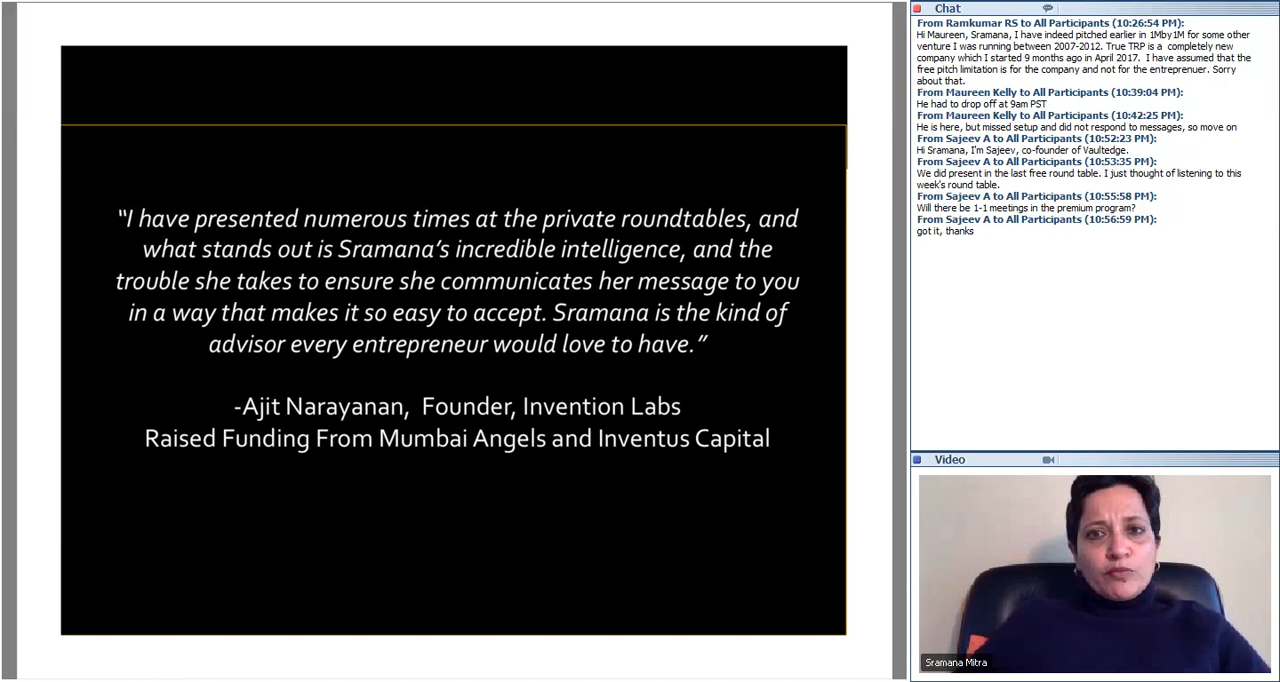 “I have presented numerous times at the private roundtables, and
what stands out is Sramana’s incredible intelligence, and the
trouble she takes to ensure she communicates her message to you
in a way that makes it so easy to accept. Sramana is the kind of
advisor every entrepreneur would love to have.”
-Ajit Narayanan,  Founder, Invention Labs
Raised Funding From Mumbai Angels and Inventus Capital
Chat
From Ramkumar RS to All Participants (10:26:54 PM):
Hi Maureen, Sramana, I have indeed pitched earlier in 1Mby1M for some other
venture I was running between 2007-2012. True TRP is a  completely new
company which I started 9 months ago in April 2017.  I have assumed that the
free pitch limitation is for the company and not for the entreprenuer. Sorry
about that.
From Maureen Kelly to All Participants (10:39:04 PM):
He had to drop off at 9am PST
From Maureen Kelly to All Participants (10:42:25 PM):
He is here, but missed setup and did not respond to messages, so move on
From Sajeev A to All Participants (10:52:23 PM):
Hi Sramana, I'm Sajeev, co-founder of Vaultedge.
From Sajeev A to All Participants (10:53:35 PM):
We did present in the last free round table. I just thought of listening to this
week's round table.
From Sajeev A to All Participants (10:55:58 PM):
Will there be 1-1 meetings in the premium program?
From Sajeev A to All Participants (10:56:59 PM):
got it, thanks
Video
Sramana Mitra